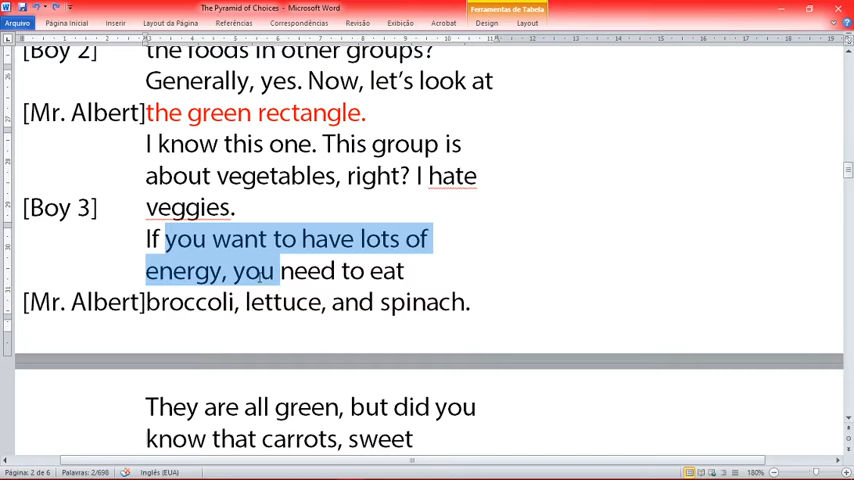 The Pyramid of Choices - Microsoft Word
Ferramentas de Tabela
Arquivo Página Inicial Inserir Layout da Página Referências Correspondências Revisão Exibicão Acrobat Design Layout
[Boy 2] the foods in other groups?
Generally, yes. Now, let's look at
[Mr. Albert]the green rectangle.
I know this one. This group is
about vegetables, right? I hate
[Boy 3] veggies.
If you want to have lots of
energy, you need to eat
[Mr. Albert]broccoli, lettuce, and spinach.
They are all green, but did you
know that carrots, sweet
Página: 2 de 6 Palavras: 2/698 Inglês (EUA) 180%